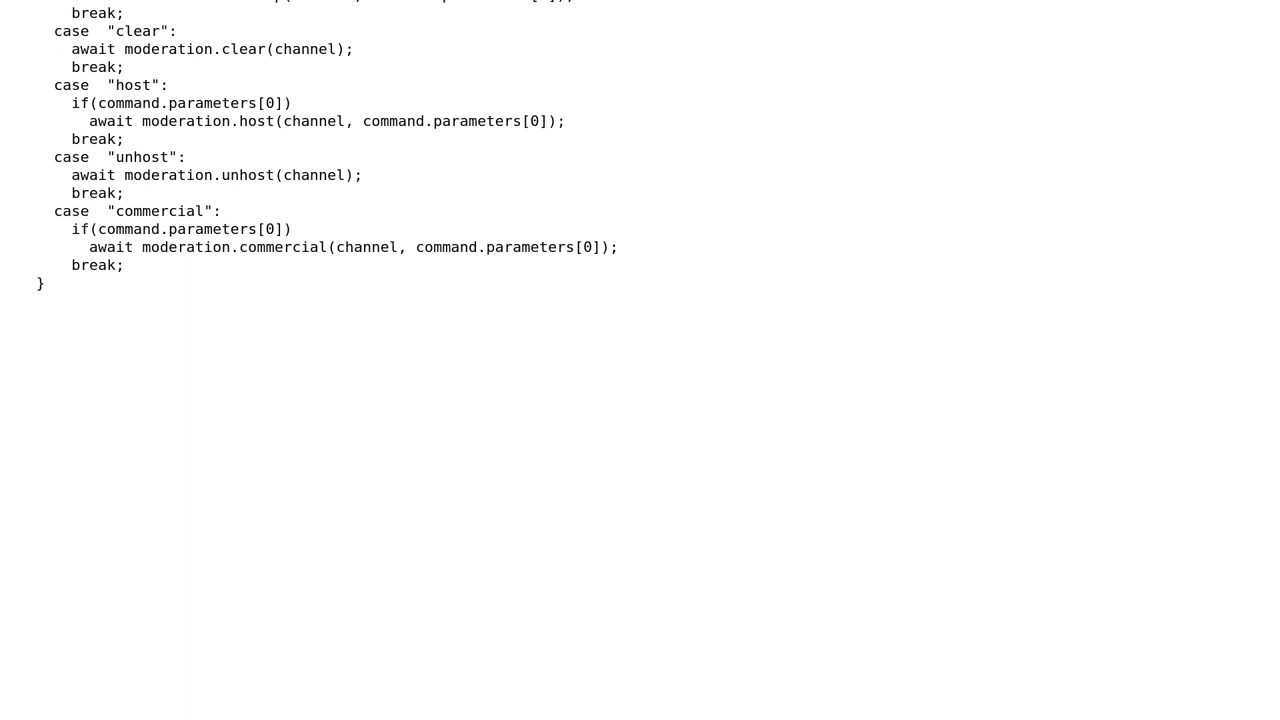 break;
case  "clear":
await moderation.clear(channel);
break;
case  "host":
if(command.parameters[0])
await moderation.host(channel, command.parameters[0]);
break;
case  "unhost":
await moderation.unhost(channel);
break;
case  "commercial":
if(command.parameters[0])
await moderation.commercial(channel, command.parameters[0]);
break;
}